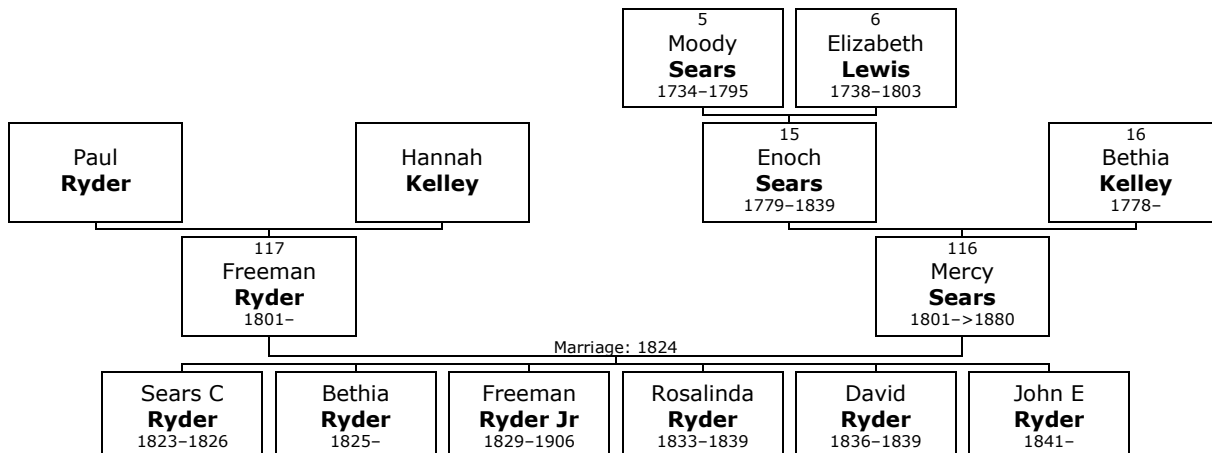 5
Moody
Sears
1734–1795
6
Elizabeth
Lewis
1738–1803
Paul
Ryder
Hannah
Kelley
15
Enoch
Sears
1779–1839
16
Bethia
Kelley
1778–
117
Freeman
Ryder
1801–
116
Mercy
Sears
1801–>1880
Marriage: 1824
Sears C
Ryder
1823–1826
Bethia
Ryder
1825–
Freeman
Ryder Jr
1829–1906
Rosalinda
Ryder
1833–1839
David
Ryder
1836–1839
John E
Ryder
1841–